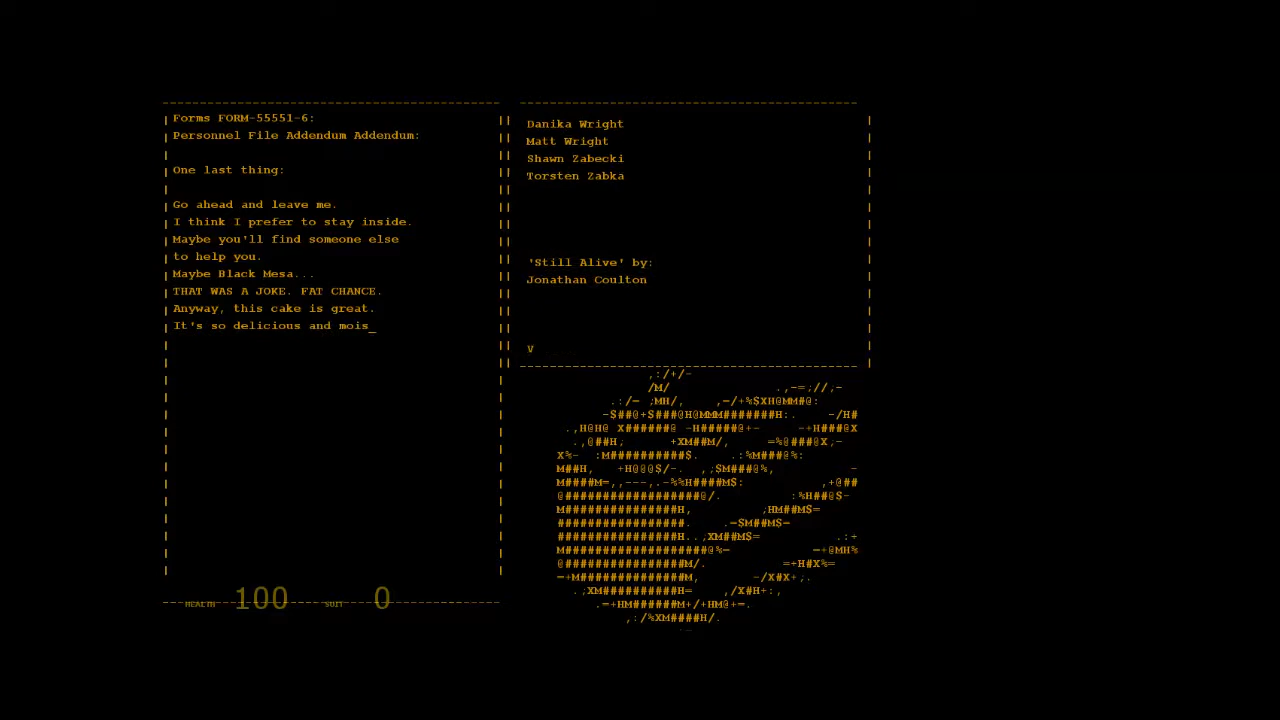 Forms FORM-55551-6:
Personnel File Addendum Addendum:
One last thing:
Go ahead and leave me.
I think I prefer to stay inside.
Maybe you'll find someone else
to help you.
Maybe Black Mesa...
THAT WAS A JOKE. FAT CHANCE.
Anyway, this cake is great.
It's so delicious and mois_
Danika Wright
Matt Wright
Shawn Zabecki
Torsten Zabka
'Still Alive' by:
Jonathan Coulton
V
HEALTH 100 SUIT 0